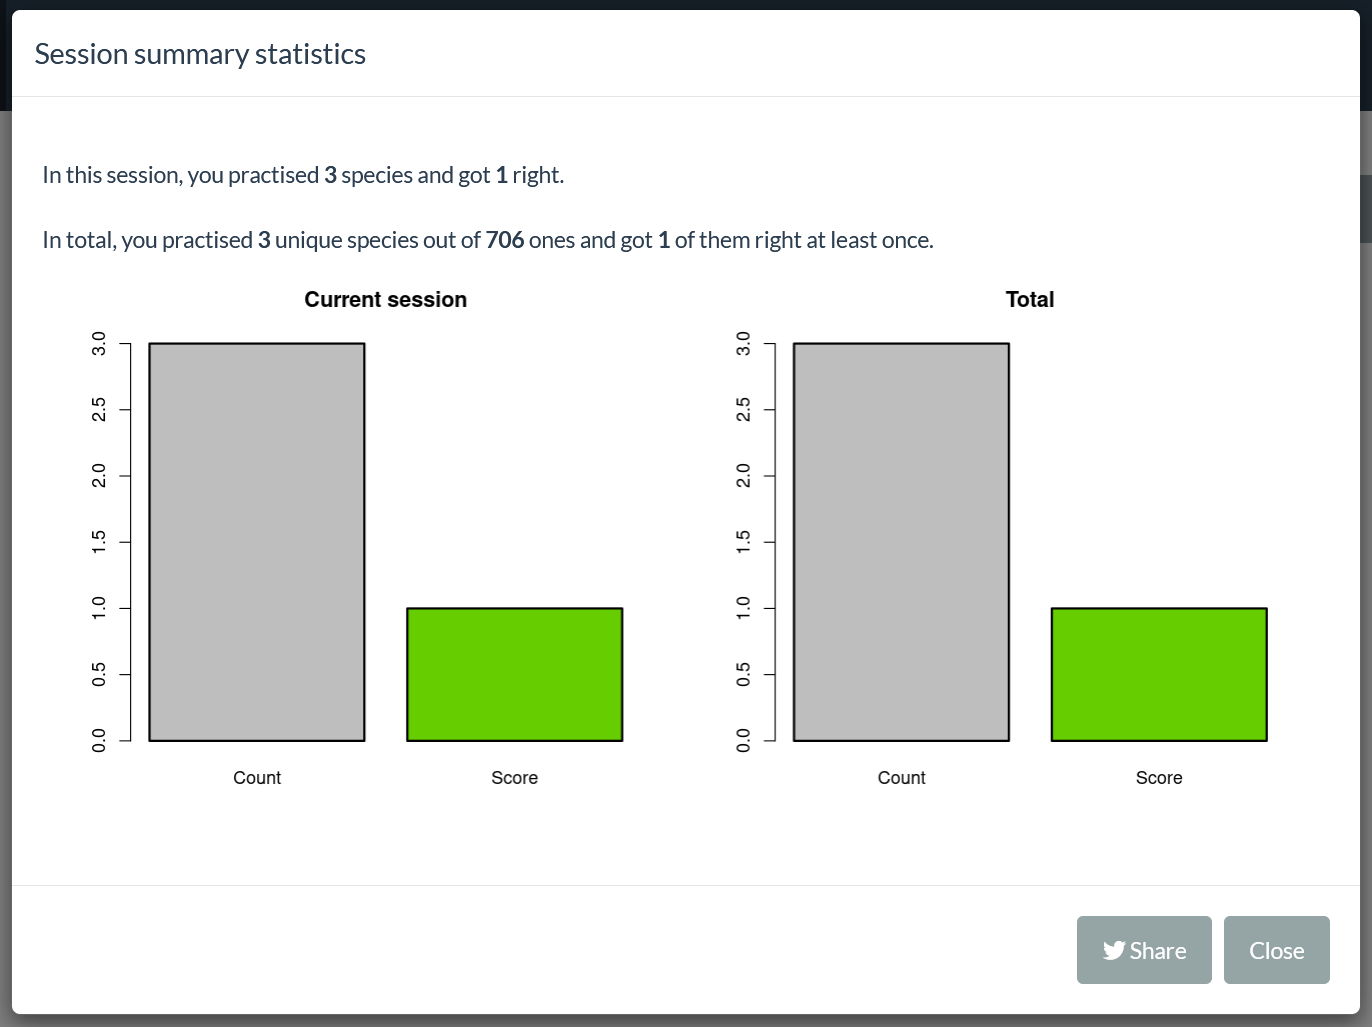 Session summary statistics
In this session, you practised 3 species and got 1 right.
In total, you practised 3 unique species out of 706 ones and got 1 of them right at least once.
Current session
3.0
2.5
2.0
1.5
1.0
0.5
0.0
Count
Score
Total
3.0
2.5
2.0
1.5
1.0
0.5
0.0
Count
Score
Share
Close